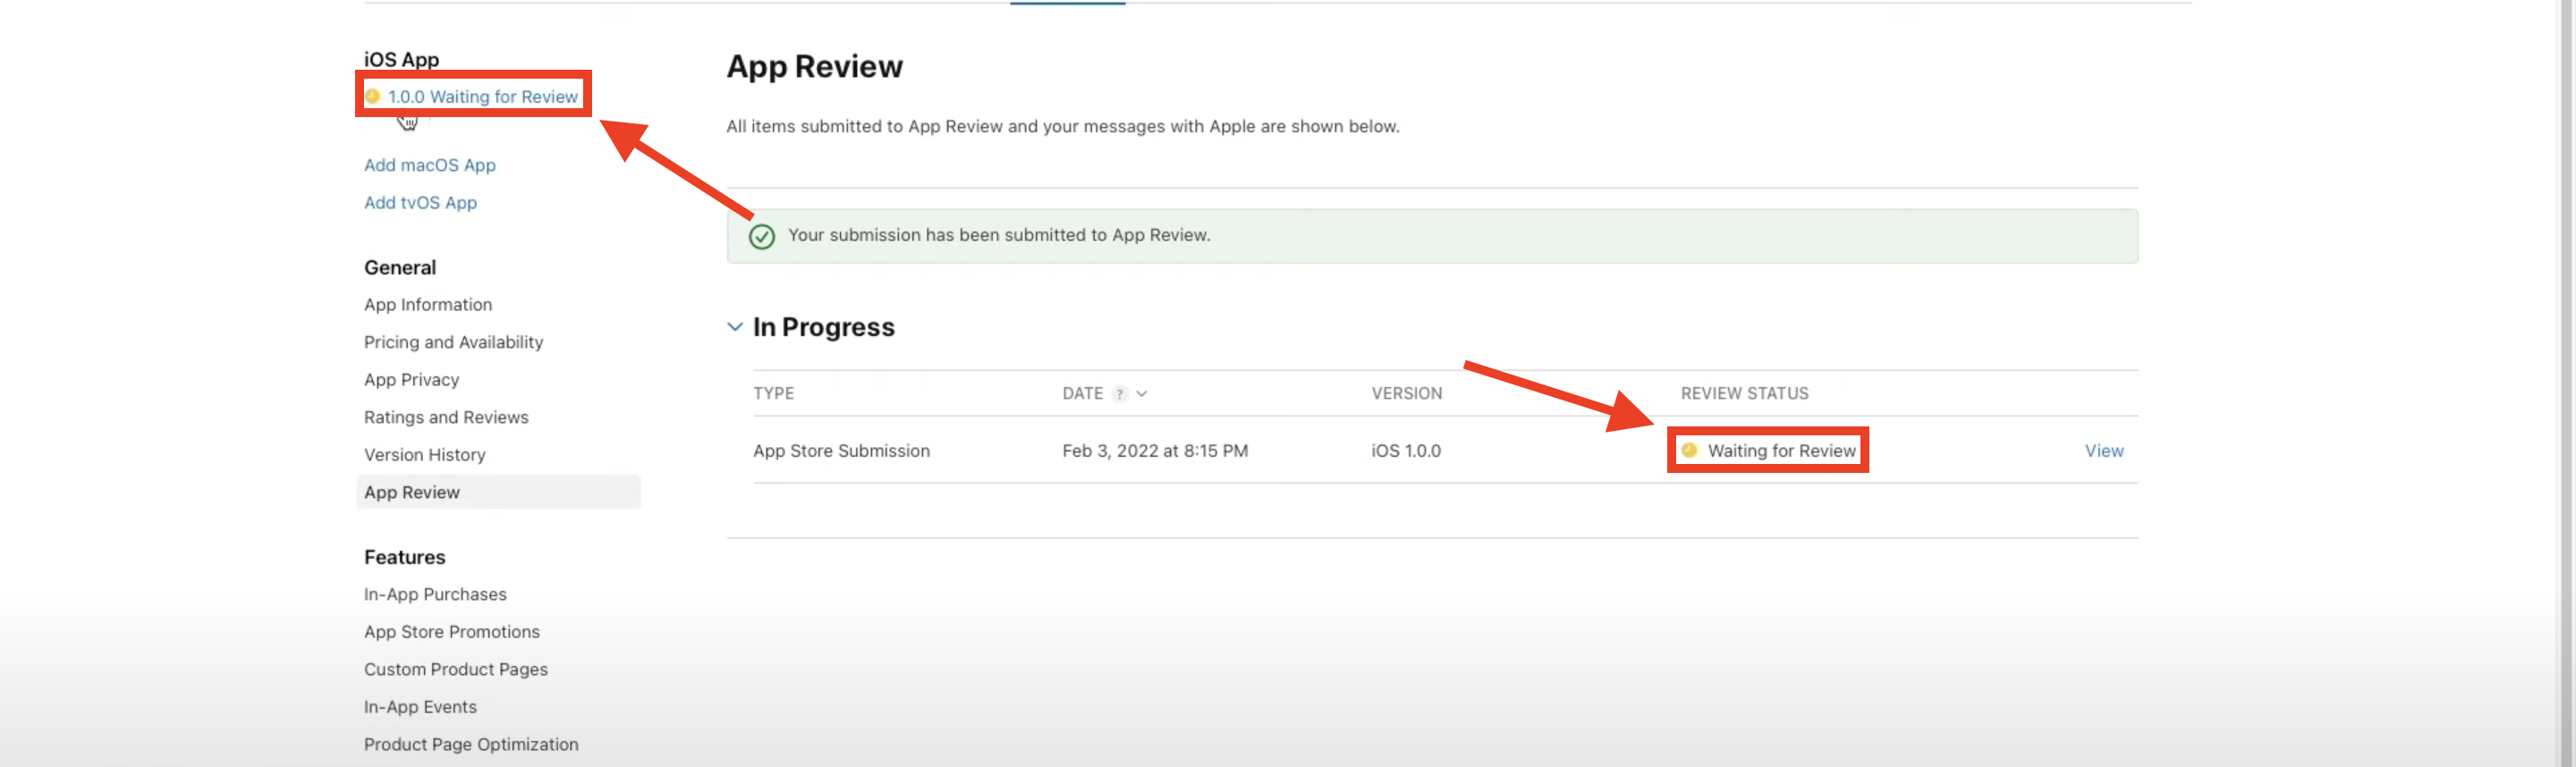 iOS App
1.0.0 Waiting for Review
Add macOS App
Add tvOS App
General
App Information
Pricing and Availability
App Privacy
Ratings and Reviews
Version History
App Review
Features
In-App Purchases
App Store Promotions
Custom Product Pages
In-App Events
Product Page Optimization
App Review
All items submitted to App Review and your messages with Apple are shown below.
Your submission has been submitted to App Review.
In Progress
TYPE DATE ? VERSION REVIEW STATUS
App Store Submission Feb 3, 2022 at 8:15 PM iOS 1.0.0 Waiting for Review View